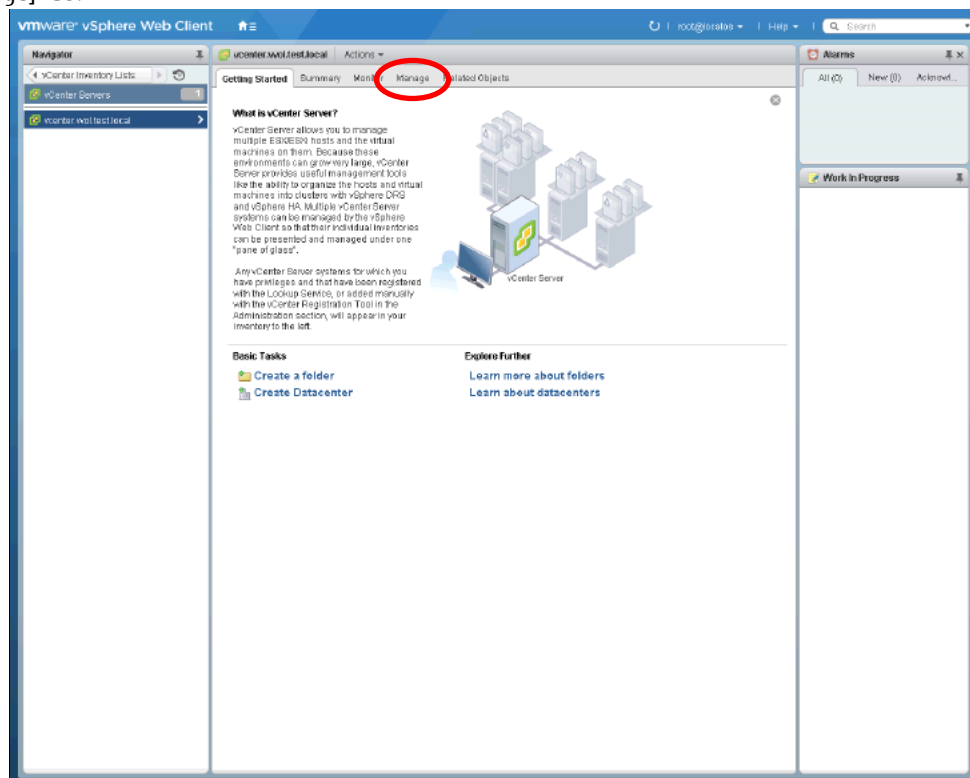 vmware® vSphere Web Client
root@localos
Help
Search
Navigator
vCenter Inventory Lists
vCenter Servers 1
vcenter.wol.test.local
vcenter.wol.test.local Actions
Getting Started Summary Monitor Manage Related Objects
What is vCenter Server?
vCenter Server allows you to manage
multiple ESX/ESXi hosts and the virtual
machines on them. Because these
environments can grow very large, vCenter
Server provides useful management tools
like the ability to organize the hosts and virtual
machines into clusters with vSphere DRS
and vSphere HA. Multiple vCenter Server
systems can be managed by the vSphere
Web Client so that their individual inventories
can be presented and managed under one
"pane of glass".
Any vCenter Server systems for which you
have privileges and that have been registered
with the Lookup Service, or added manually
with the vCenter Registration Tool in the
Administration section, will appear in your
inventory to the left.
vCenter Server
Basic Tasks
Create a folder
Create Datacenter
Explore Further
Learn more about folders
Learn about datacenters
Alarms
All (0) New (0) Acknowl...
Work In Progress